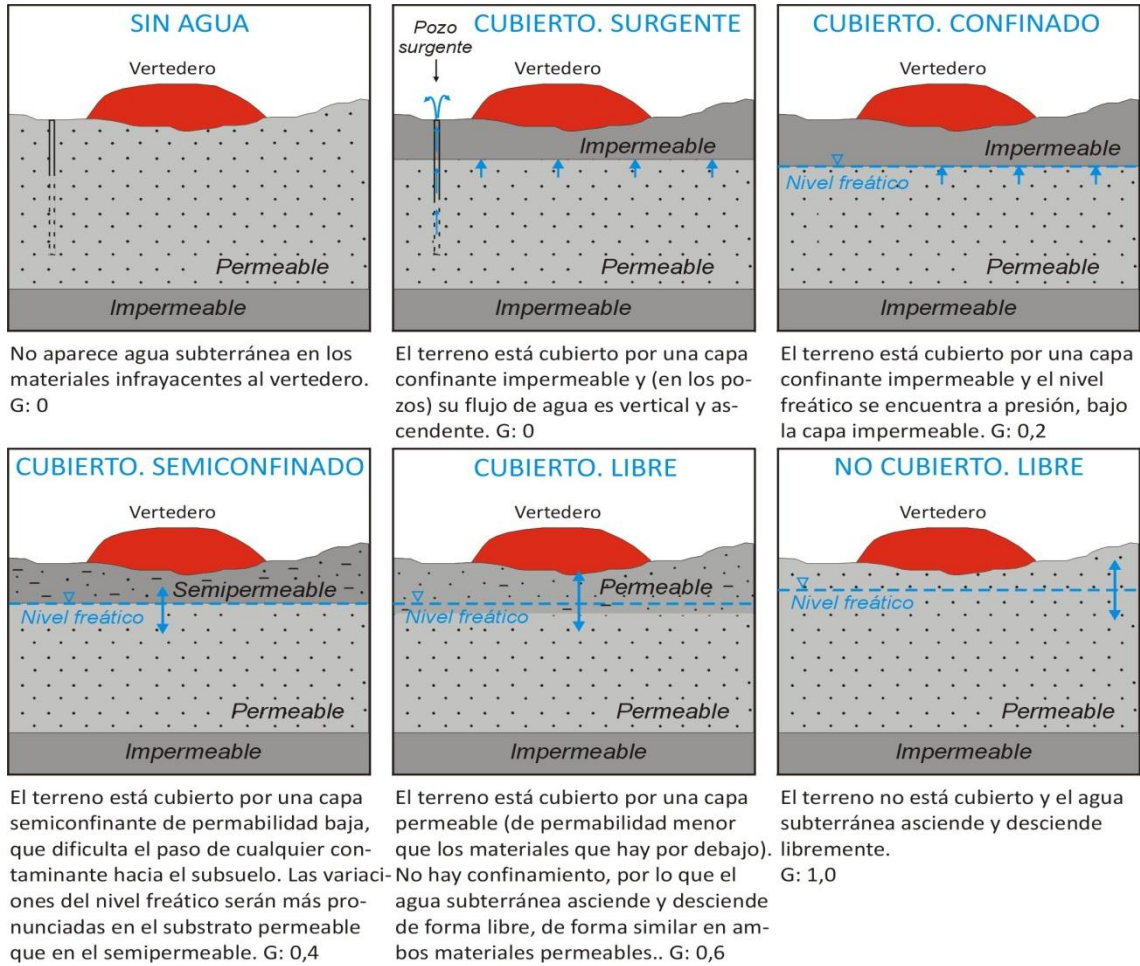 SIN AGUA
Vertedero
Permeable
Impermeable
No aparece agua subterránea en los
materiales infrayacentes al vertedero.
G: 0
CUBIERTO. SURGENTE
Pozo
surgente
Vertedero
Impermeable
Permeable
Impermeable
El terreno está cubierto por una capa
confinante impermeable y (en los po-
zos) su flujo de agua es vertical y as-
cendente. G: 0
CUBIERTO. CONFINADO
Vertedero
Impermeable
Nivel freático
Permeable
Impermeable
El terreno está cubierto por una capa
confinante impermeable y el nivel
freático se encuentra a presión, bajo
la capa impermeable. G: 0,2
CUBIERTO. SEMICONFINADO
Vertedero
Semipermeable
Nivel freático
Permeable
Impermeable
El terreno está cubierto por una capa
semiconfinante de permabilidad baja,
que dificulta el paso de cualquier con-
taminante hacia el subsuelo. Las variaci-
ones del nivel freático serán más pro-
nunciadas en el substrato permeable
que en el semipermeable. G: 0,4
CUBIERTO. LIBRE
Vertedero
Permeable
Nivel freático
Permeable
Impermeable
El terreno está cubierto por una capa
permeable (de permabilidad menor
que los materiales que hay por debajo).
No hay confinamiento, por lo que el
agua subterránea asciende y desciende
de forma libre, de forma similar en am-
bos materiales permeables.. G: 0,6
NO CUBIERTO. LIBRE
Vertedero
Nivel freático
Permeable
Impermeable
El terreno no está cubierto y el agua
subterránea asciende y desciende
libremente.
G: 1,0